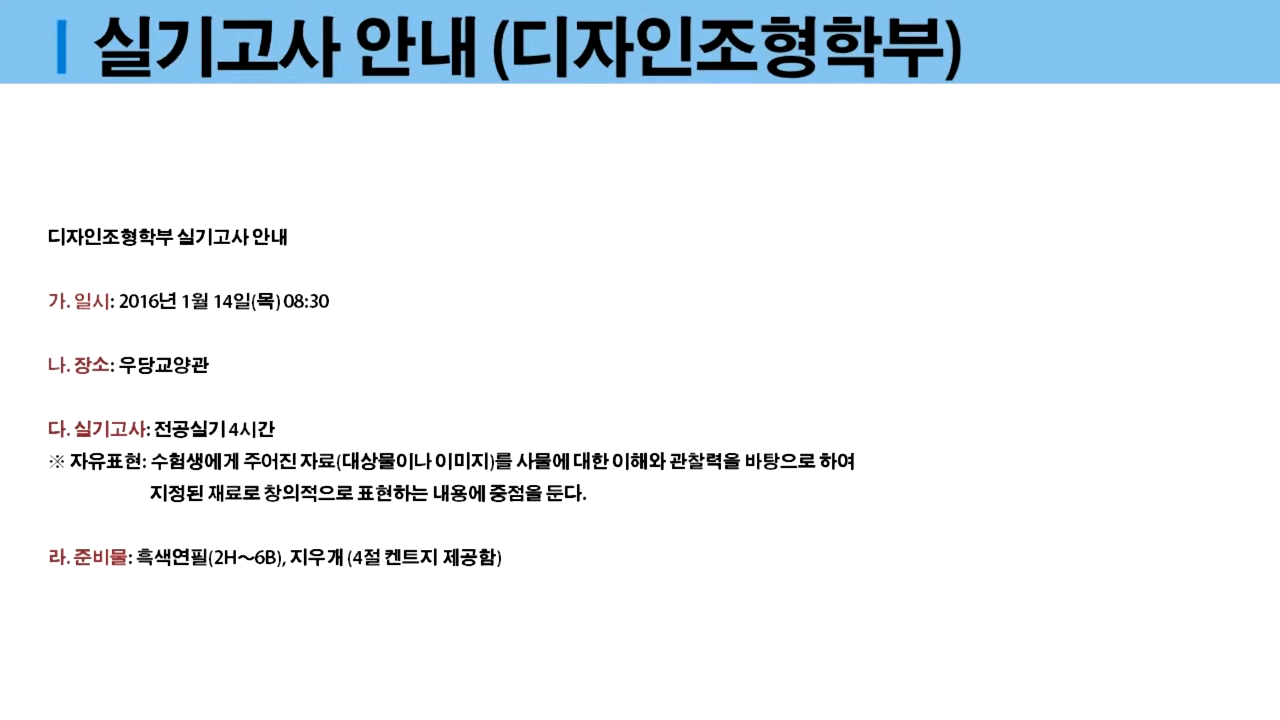 실기고사 안내 (디자인조형학부)
디자인조형학부 실기고사 안내
가. 일시: 2016년 1월 14일(목) 08:30
나. 장소: 우당교양관
다. 실기고사: 전공실기 4시간
※ 자유표현: 수험생에게 주어진 자료(대상물이나 이미지)를 사물에 대한 이해와 관찰력을 바탕으로 하여
지정된 재료로 창의적으로 표현하는 내용에 중점을 둔다.
라. 준비물: 흑색연필(2H～6B), 지우개 (4절 켄트지 제공함)